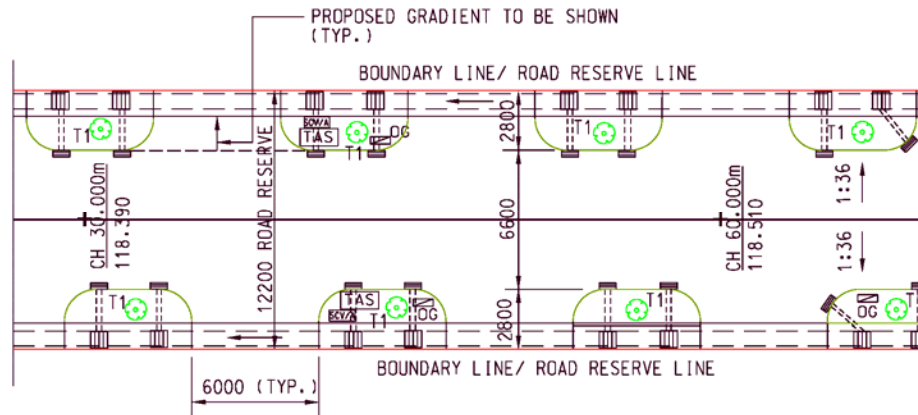 PROPOSED GRADIENT TO BE SHOWN
(TYP.)
BOUNDARY LINE/ ROAD RESERVE LINE
T1
SCV/A
TAS
OG
T1
T1
T1
2800
12200 ROAD RESERVE
6600
CH 30.000m
118.390
CH 60.000m
118.510
1:36
1:36
T1
TAS
SCV/A
T1
OG
2800
T1
OG
T
BOUNDARY LINE/ ROAD RESERVE LINE
6000 (TYP.)